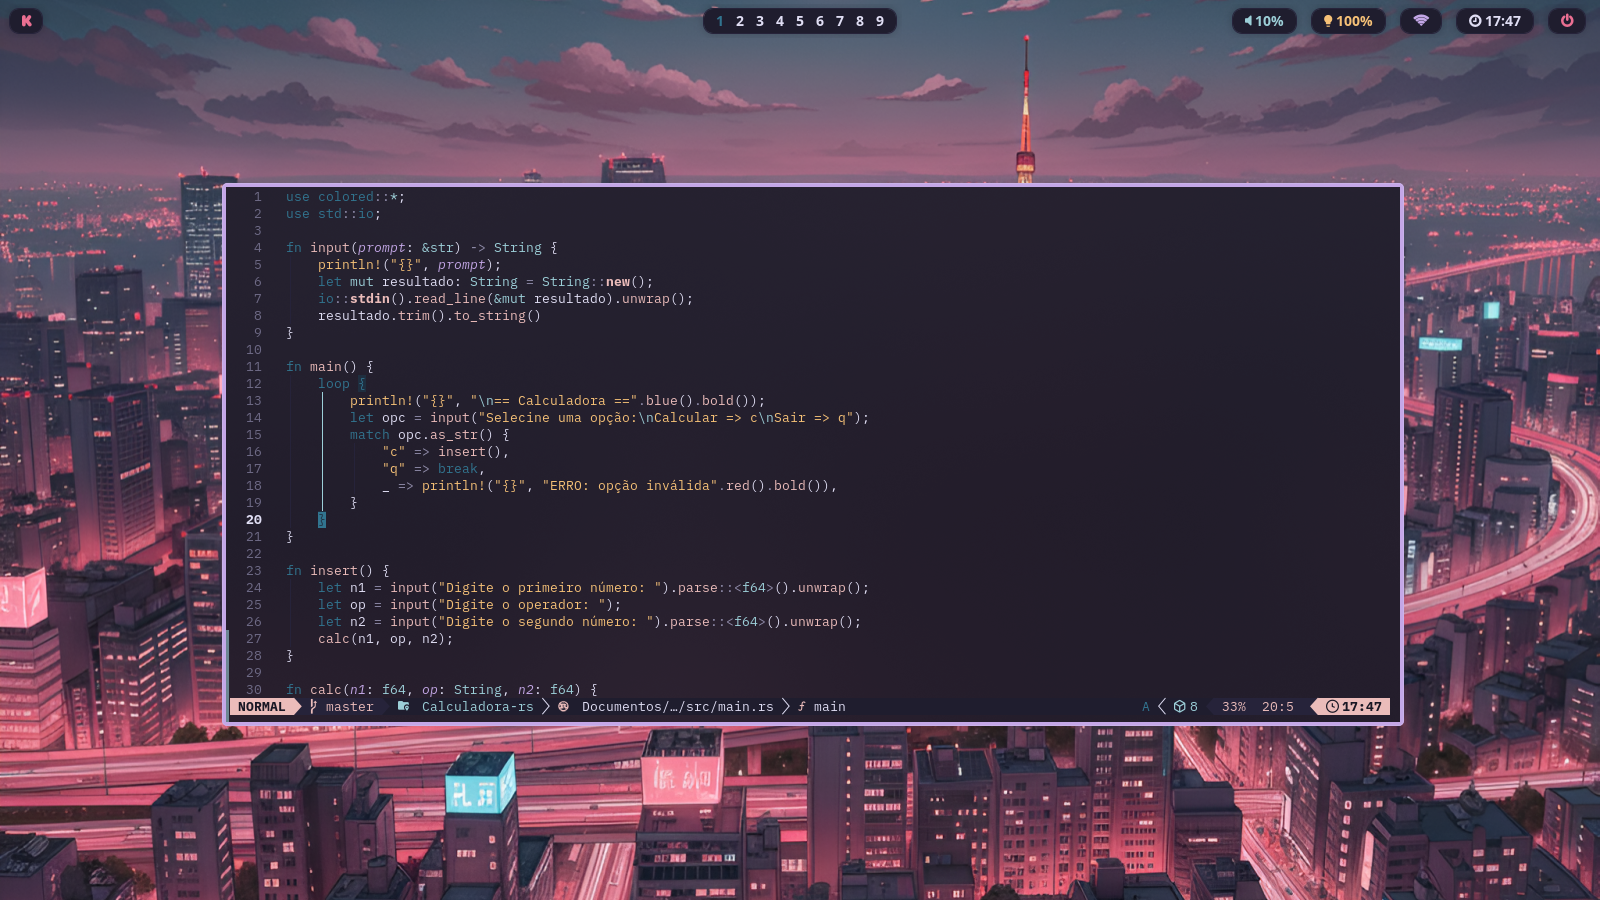 K
1 2 3 4 5 6 7 8 9
10%
100%
17:47
1 use colored::*;
2 use std::io;
3
4 fn input(prompt: &str) -> String {
5     println!("{}", prompt);
6     let mut resultado: String = String::new();
7     io::stdin().read_line(&mut resultado).unwrap();
8     resultado.trim().to_string()
9 }
10
11 fn main() {
12     loop {
13         println!("{}", "\n== Calculadora ==".blue().bold());
14         let opc = input("Selecine uma opção:\nCalcular => c\nSair => q");
15         match opc.as_str() {
16             "c" => insert(),
17             "q" => break,
18             _ => println!("{}", "ERRO: opção inválida".red().bold()),
19         }
20     }
21 }
22
23 fn insert() {
24     let n1 = input("Digite o primeiro número: ").parse::<f64>().unwrap();
25     let op = input("Digite o operador: ");
26     let n2 = input("Digite o segundo número: ").parse::<f64>().unwrap();
27     calc(n1, op, n2);
28 }
29
30 fn calc(n1: f64, op: String, n2: f64) {
NORMAL master Calculadora-rs Documentos/…/src/main.rs f main A 8 33% 20:5 17:47